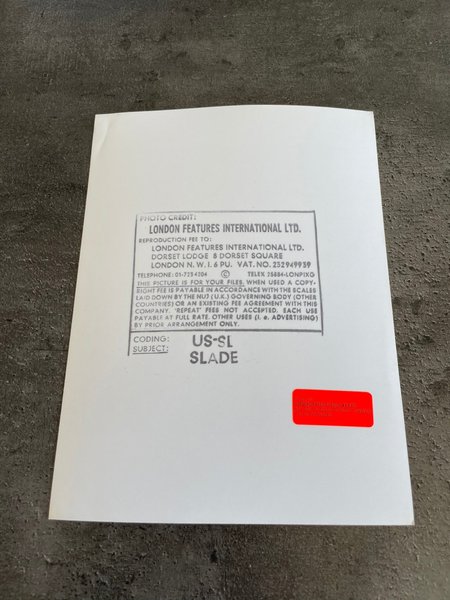 PHOTO CREDIT:
LONDON FEATURES INTERNATIONAL LTD.
REPRODUCTION FEE TO:
LONDON FEATURES INTERNATIONAL LTD.
DORSET LODGE 8 DORSET SQUARE
LONDON N.W.1.6 PU. VAT. NO. 232949939
TELEPHONE: 01-723 4204 © TELEX 25884-LONPIXG
THIS PICTURE IS FOR YOUR FILES. WHEN USED A COPY-
RIGHT FEE IS PAYABLE IN ACCORDANCE WITH THE SCALES
LAID DOWN BY THE NUJ (U.K.) GOVERNING BODY (OTHER
COUNTRIES) OR AN EXISTING FEE AGREEMENT WITH THIS
COMPANY. 'REPEAT' FEES NOT ACCEPTED. EACH USE
PAYABLE AT FULL RATE. OTHER USES (i. e. ADVERTISING)
BY PRIOR ARRANGEMENT ONLY.
CODING: US-SL
SUBJECT: SLADE